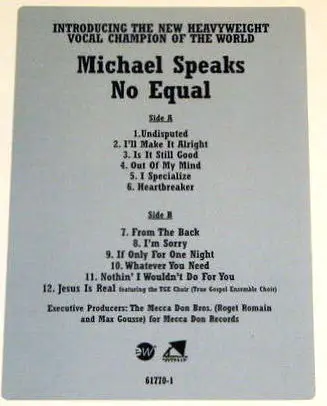 INTRODUCING THE NEW HEAVYWEIGHT
VOCAL CHAMPION OF THE WORLD
Michael Speaks
No Equal
Side A
1.Undisputed
2. I'll Make It Alright
3. Is It Still Good
4. Out Of My Mind
5. I Specialize
6. Heartbreaker
Side B
7. From The Back
8. I'm Sorry
9. If Only For One Night
10. Whatever You Need
11. Nothin' I Wouldn't Do For You
12. Jesus Is Real featuring the TGE Choir (True Gospel Ensemble Choir)
Executive Producers: The Mecca Don Bros. (Roget Romain
and Max Gousse) for Mecca Don Records
ew
61770-1